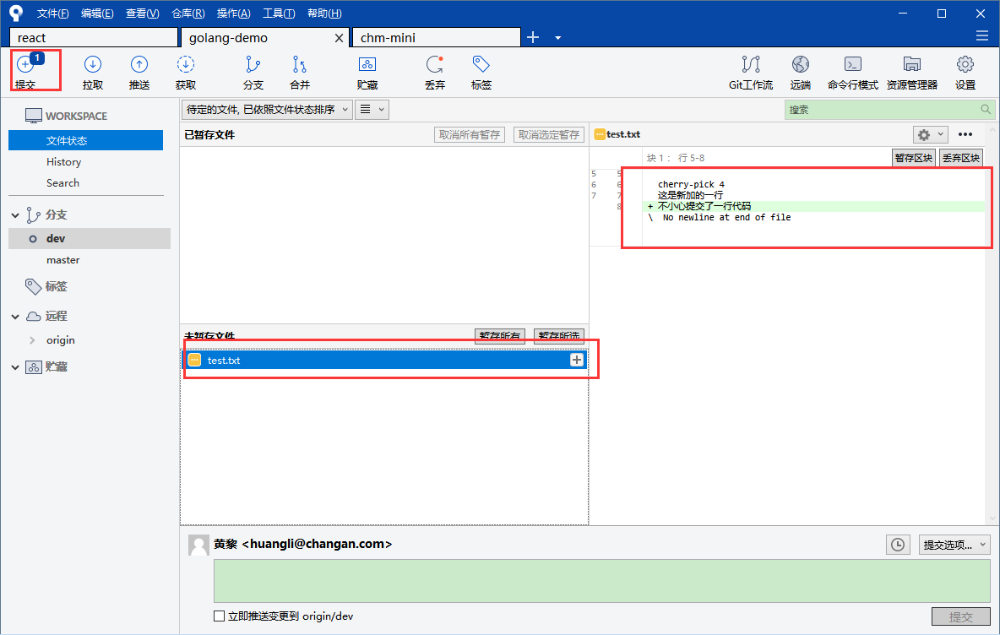 文件(F) 编辑(E) 查看(V) 仓库(R) 操作(A) 工具(T) 帮助(H)
react golang-demo chm-mini
1
提交 拉取 推送 获取 分支 合并 贮藏 丢弃 标签 Git工作流 远端 命令行模式 资源管理器 设置
WORKSPACE
文件状态
History
Search
分支
dev
master
标签
远程
origin
贮藏
待定的文件, 已依照文件状态排序
搜索
已暂存文件 取消所有暂存 取消选定暂存
test.txt
块 1： 行 5-8 暂存区块 丢弃区块
5 5 cherry-pick 4
6 6 这是新加的一行
7 7 + 不小心提交了一行代码
8 \ No newline at end of file
未暂存文件 暂存所有 暂存所选
test.txt
黄黎 <huangli@changan.com>
提交选项...
立即推送变更到 origin/dev
提交